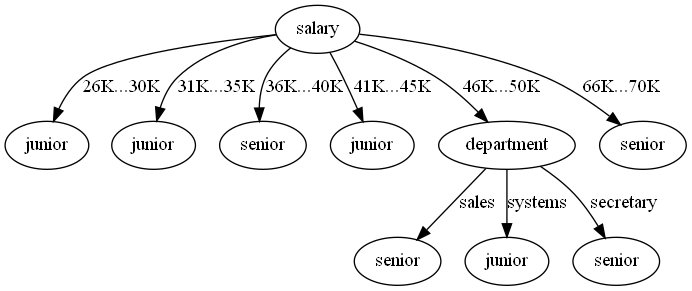 salary
26K...30K
31K...35K
36K...40K
41K...45K
46K...50K
66K...70K
junior
junior
senior
junior
department
senior
sales
systems
secretary
senior
junior
senior